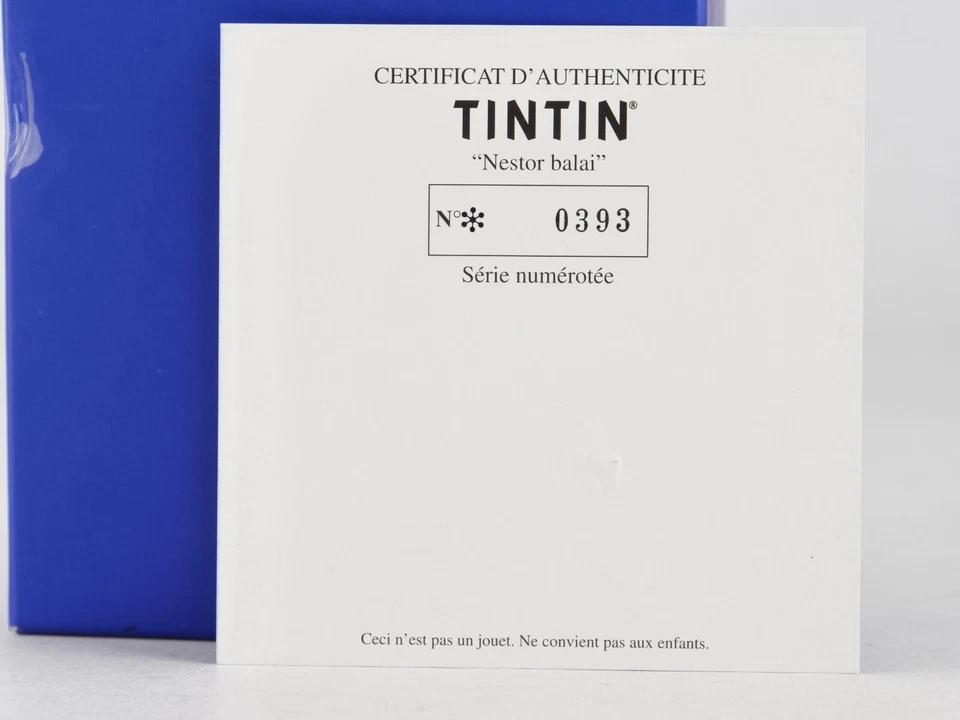 CERTIFICAT D'AUTHENTICITE
TINTIN®
“Nestor balai”
N° 0393
Série numérotée
Ceci n'est pas un jouet. Ne convient pas aux enfants.